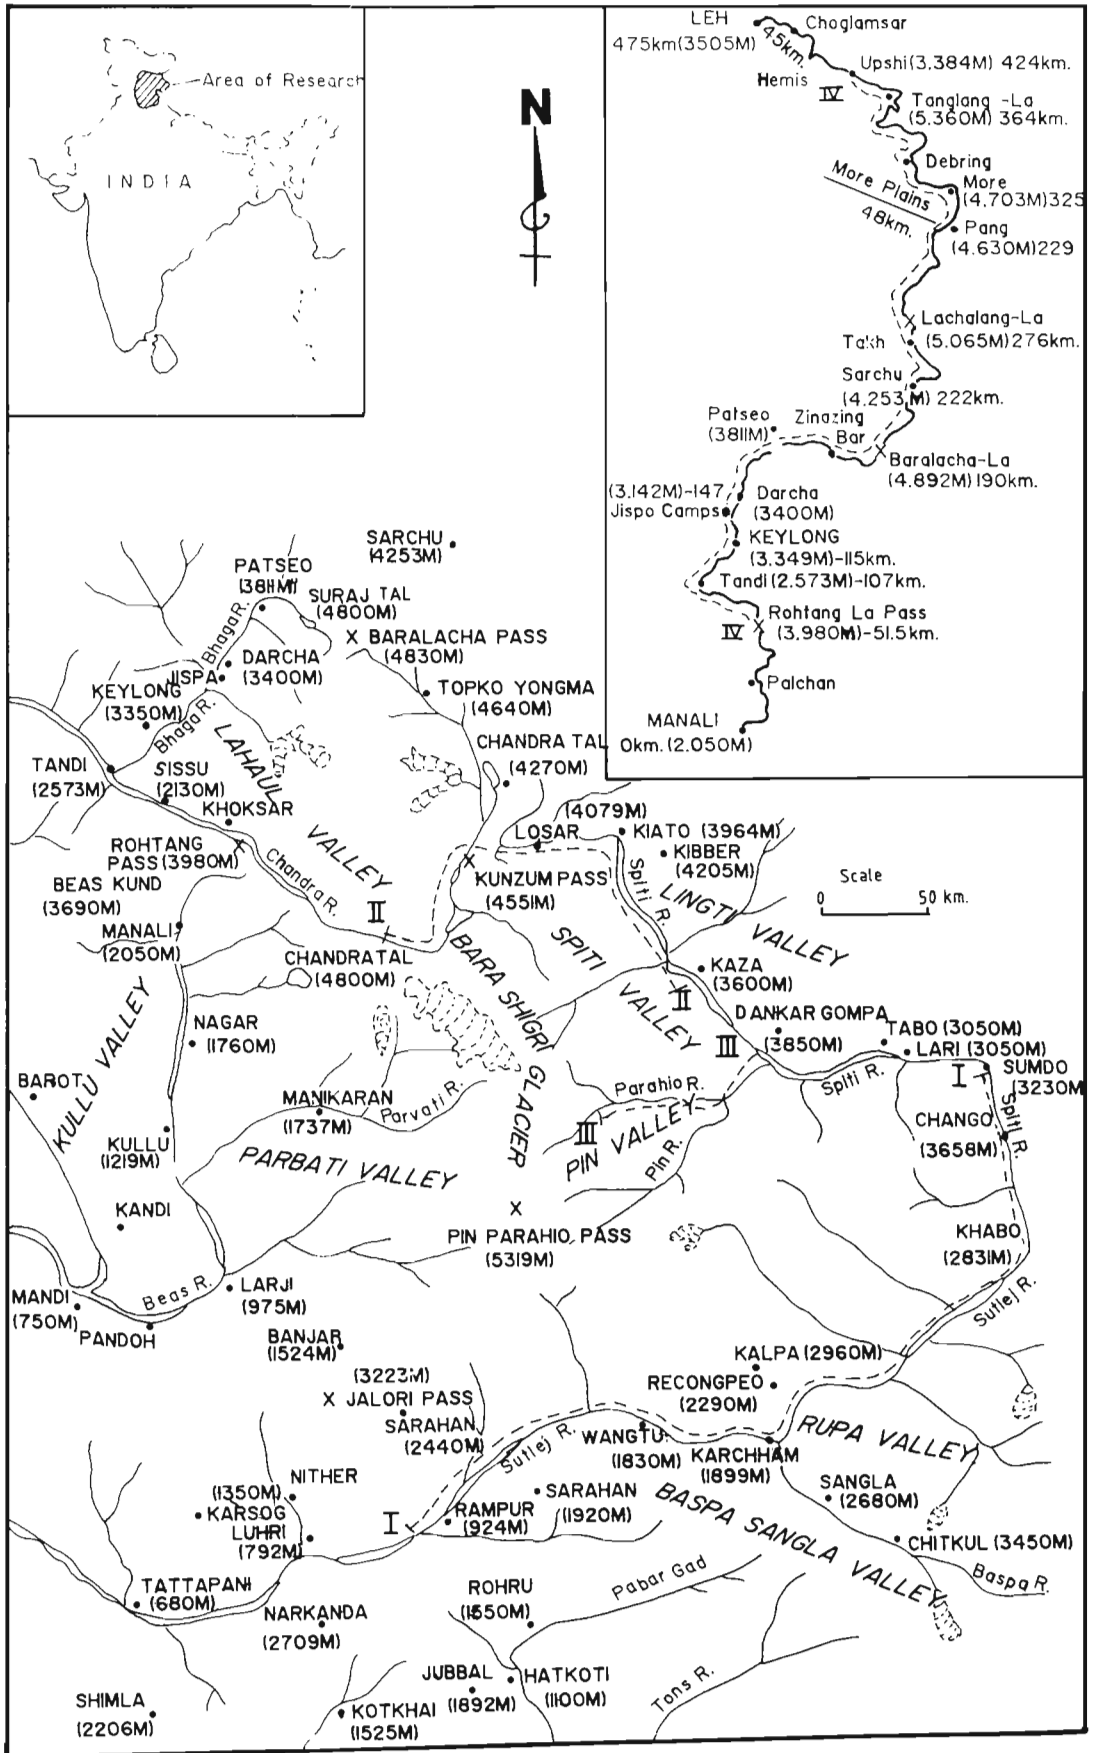 Area of Research
INDIA
N
LEH
475km(3505M)
Choglamsar
45km.
Upshi(3.384M) 424km.
Hemis
IV
Tanglang -La
(5.360M) 364km.
Debring
More
(4.703M)325
More Plains
48km.
Pang
(4.630M)229
Lachalang-La
(5.065M)276km.
Sarchu
(4.253M) 222km.
Patseo
(3811M)
Zinazing
Bar
Baralacha-La
(4.892M)190km.
(3.142M)-147
Jispo Camps
Darcha
(3400M)
KEYLONG
(3.349M)-115km.
Tandi(2.573M)-107km.
Rohtang La Pass
IV
(3.980M)-51.5km.
Palchan
MANALI
0km.(2.050M)
SARCHU
(4253M)
PATSEO
(3811M)
SURAJ TAL
(4800M)
Bhaga R.
BARALACHA PASS
(4830M)
DARCHA
(3400M)
JISPA
KEYLONG
(3350M)
Bhaga R.
TOPKO YONGMA
(4640M)
LAHAUL
VALLEY
CHANDRA TAL
(4270M)
TANDI
(2573M)
SISSU
(2130M)
KHOKSAR
(4079M)
LOSAR
KIATO (3964M)
KIBBER
(4205M)
ROHTANG
PASS(3980M)
Chandra R.
KUNZUM PASS
(4551M)
Spiti R.
LINGTI
VALLEY
Scale
0 50 km.
BEAS KUND
(3690M)
II
MANALI
(2050M)
CHANDRATAL
(4800M)
BARA SHIGRI
GLACIER
SPITI
VALLEY
KAZA
(3600M)
II
KULLU VALLEY
NAGAR
(1760M)
DANKAR GOMPA
(3850M)
III
TABO (3050M)
LARI (3050M)
Spiti R.
I
SUMDO
(3230M
BAROT
MANIKARAN
(1737M)
Parvati R.
Parahio R.
III
PIN VALLEY
Pin R.
CHANGO
(3658M)
Spiti R.
KULLU
(1219M)
PARBATI VALLEY
KANDI
PIN PARAHIO PASS
(5319M)
KHABO
(2831M)
Beas R.
LARJI
(975M)
MANDI
(750M)
PANDOH
Sutlej R.
BANJAR
(1524M)
KALPA (2960M)
(3223M)
JALORI PASS
RECONGPEO
(2290M)
SARAHAN
(2440M)
Sutlej R.
WANGTU
(1830M)
KARCHHAM
(1899M)
RUPA VALLEY
NITHER
(1350M)
KARSOG
SANGLA
(2680M)
SARAHAN
(1920M)
BASPA SANGLA VALLEY
I
RAMPUR
(924M)
LUHRI
(792M)
CHITKUL (3450M)
Baspa R.
TATTAPANI
(680M)
ROHRU
(1550M)
Pabar Gad
NARKANDA
(2709M)
JUBBAL
(1892M)
HATKOTI
(1100M)
Tons R.
SHIMLA
(2206M)
KOTKHAI
(1525M)